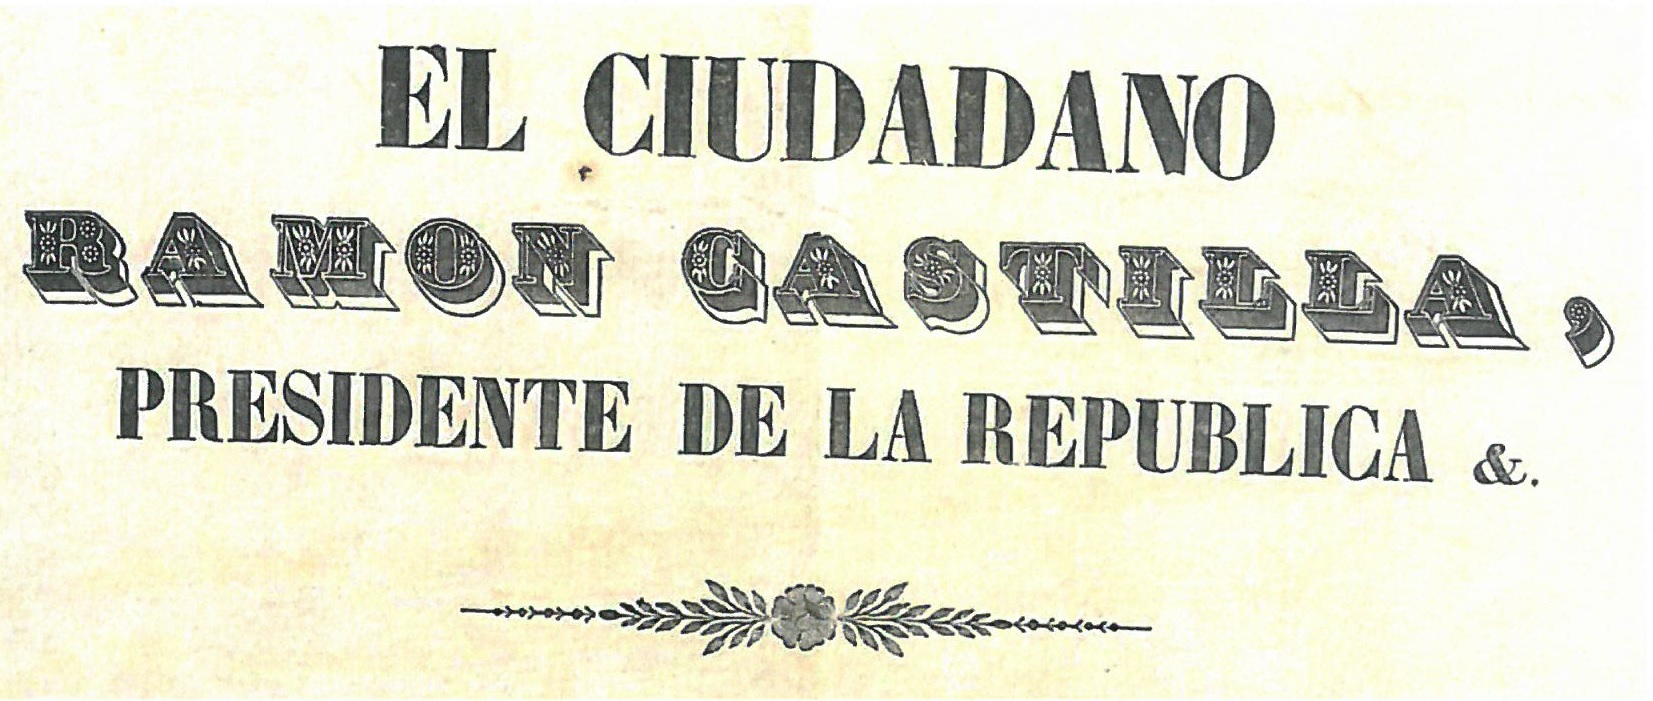 EL CIUDADANO
RAMON CASTILLA,
PRESIDENTE DE LA REPUBLICA &.